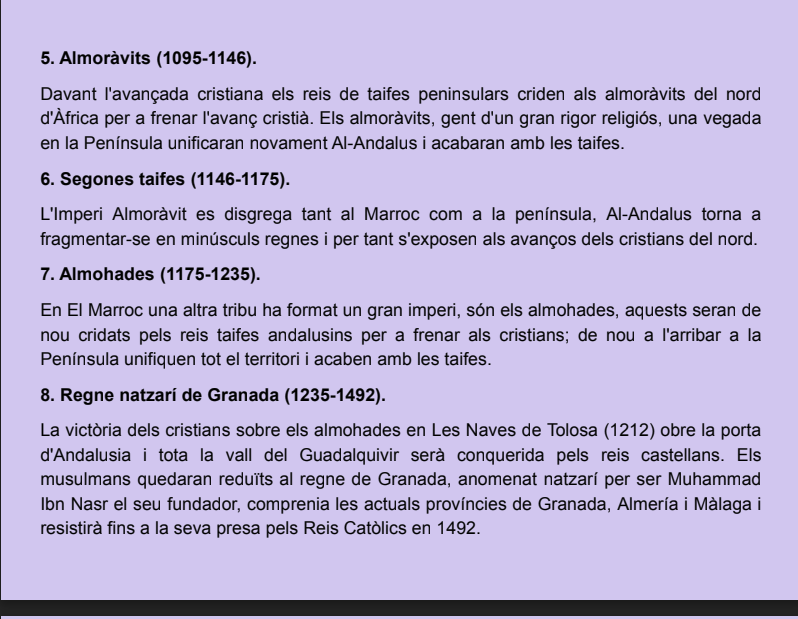 5. Almoràvits (1095-1146).
Davant l'avançada cristiana els reis de taifes peninsulars criden als almoràvits del nord
d'Àfrica per a frenar l'avanç cristià. Els almoràvits, gent d'un gran rigor religiós, una vegada
en la Península unificaran novament Al-Andalus i acabaran amb les taifes.
6. Segones taifes (1146-1175).
L'Imperi Almoràvit es disgrega tant al Marroc com a la península, Al-Andalus torna a
fragmentar-se en minúsculs regnes i per tant s'exposen als avanços dels cristians del nord.
7. Almohades (1175-1235).
En El Marroc una altra tribu ha format un gran imperi, són els almohades, aquests seran de
nou cridats pels reis taifes andalusins per a frenar als cristians; de nou a l'arribar a la
Península unifiquen tot el territori i acaben amb les taifes.
8. Regne natzarí de Granada (1235-1492).
La victòria dels cristians sobre els almohades en Les Naves de Tolosa (1212) obre la porta
d'Andalusia i tota la vall del Guadalquivir serà conquerida pels reis castellans. Els
musulmans quedaran reduïts al regne de Granada, anomenat natzarí per ser Muhammad
Ibn Nasr el seu fundador, comprenia les actuals províncies de Granada, Almería i Màlaga i
resistirà fins a la seva presa pels Reis Catòlics en 1492.